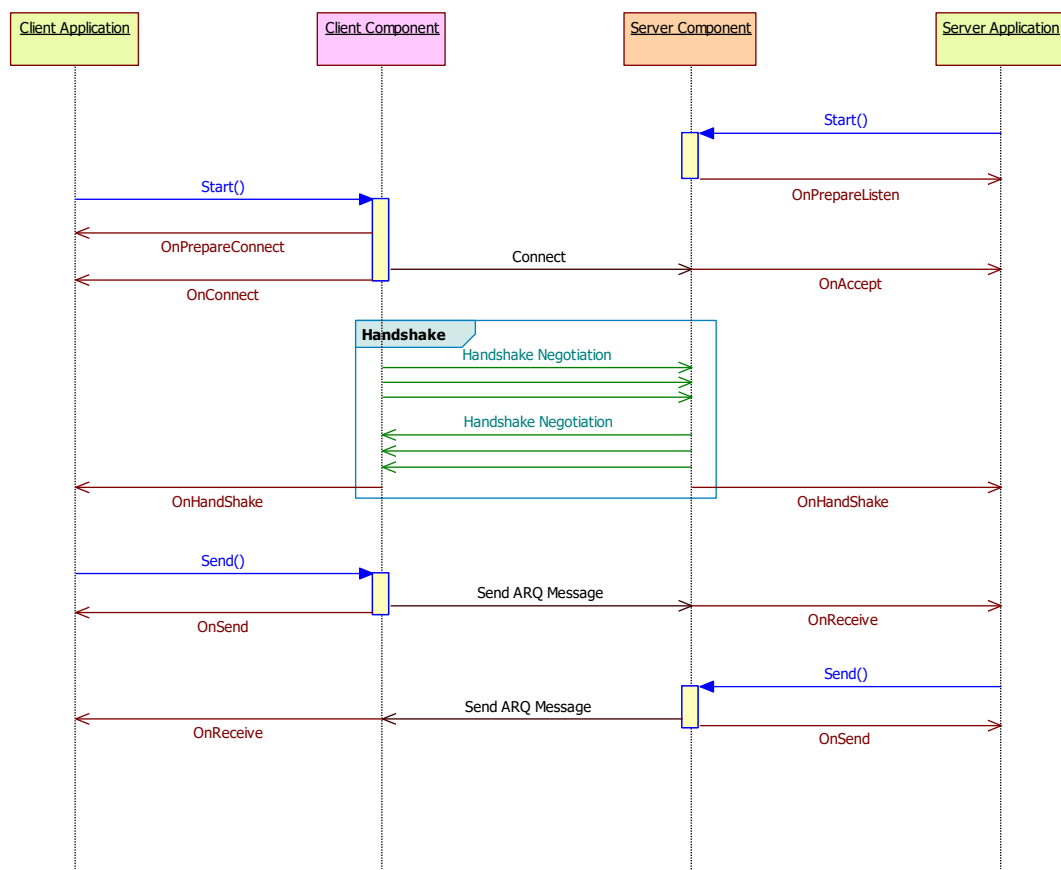 Client Application
Client Component
Server Component
Server Application
Start()
OnPrepareListen
Start()
OnPrepareConnect
Connect
OnConnect
OnAccept
Handshake
Handshake Negotiation
Handshake Negotiation
OnHandShake
OnHandShake
Send()
Send ARQ Message
OnSend
OnReceive
Send()
Send ARQ Message
OnReceive
OnSend